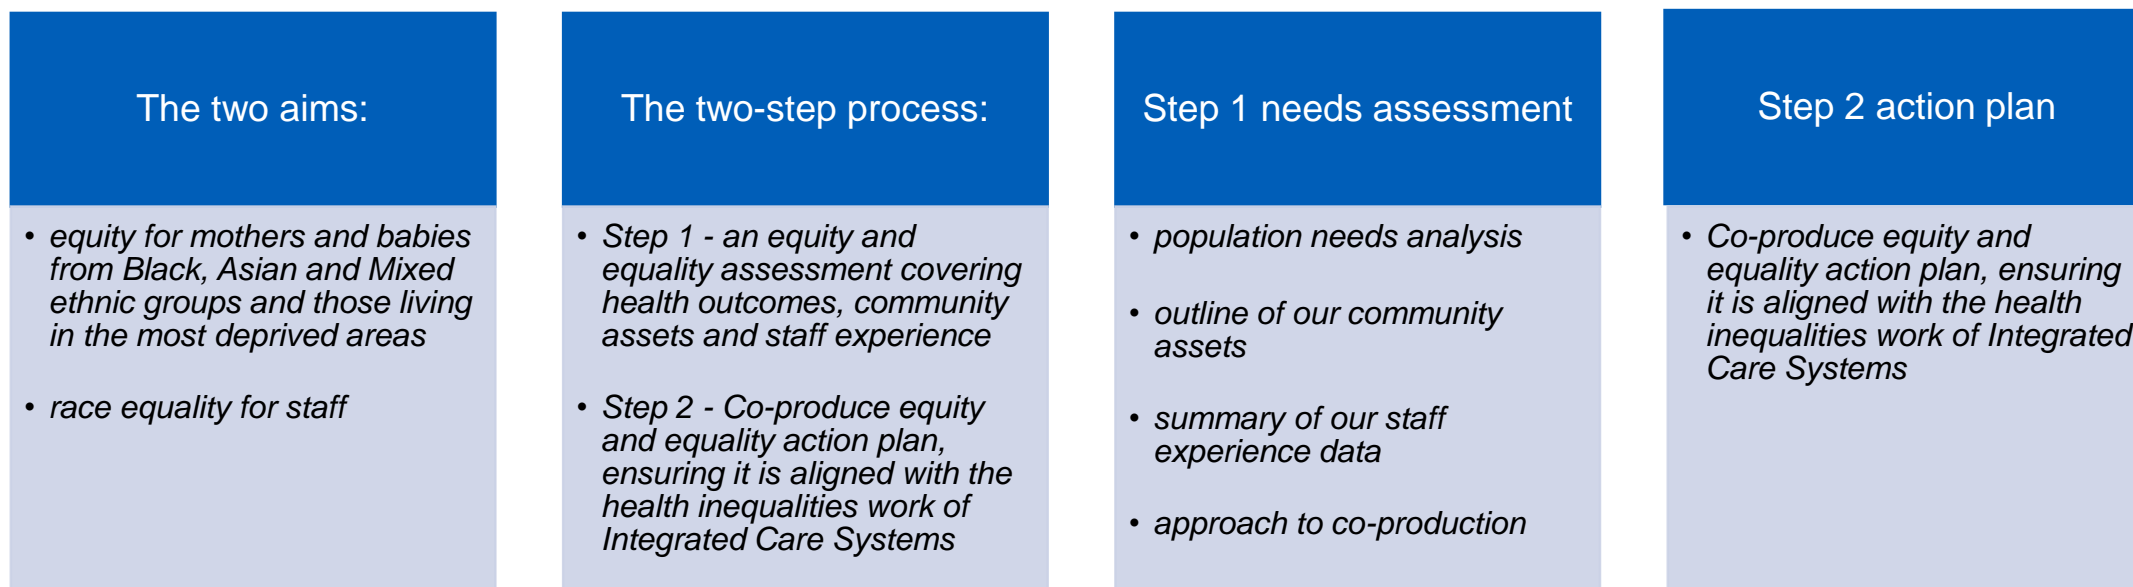 The two aims:
• equity for mothers and babies
from Black, Asian and Mixed
ethnic groups and those living
in the most deprived areas
• race equality for staff
The two-step process:
• Step 1 - an equity and
equality assessment covering
health outcomes, community
assets and staff experience
• Step 2 - Co-produce equity
and equality action plan,
ensuring it is aligned with the
health inequalities work of
Integrated Care Systems
Step 1 needs assessment
• population needs analysis
• outline of our community
assets
• summary of our staff
experience data
• approach to co-production
Step 2 action plan
• Co-produce equity and
equality action plan, ensuring
it is aligned with the health
inequalities work of Integrated
Care Systems